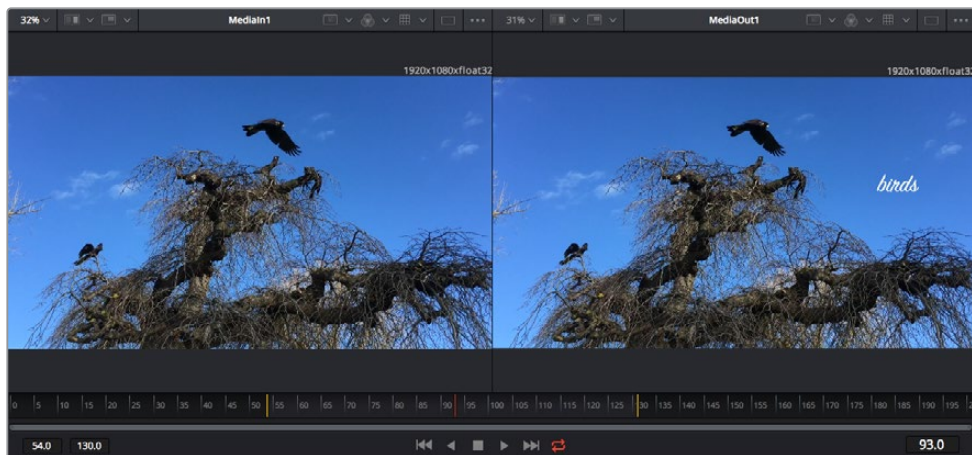 32% MediaIn1 31% MediaOut1
1920x1080xfloat32 1920x1080xfloat32
birds
0 5 10 15 20 25 30 35 40 45 50 55 60 65 70 75 80 85 90 95 100 105 110 115 120 125 130 135 140 145 150 155 160 165 170 175 180 185 190 195
54.0 130.0 93.0